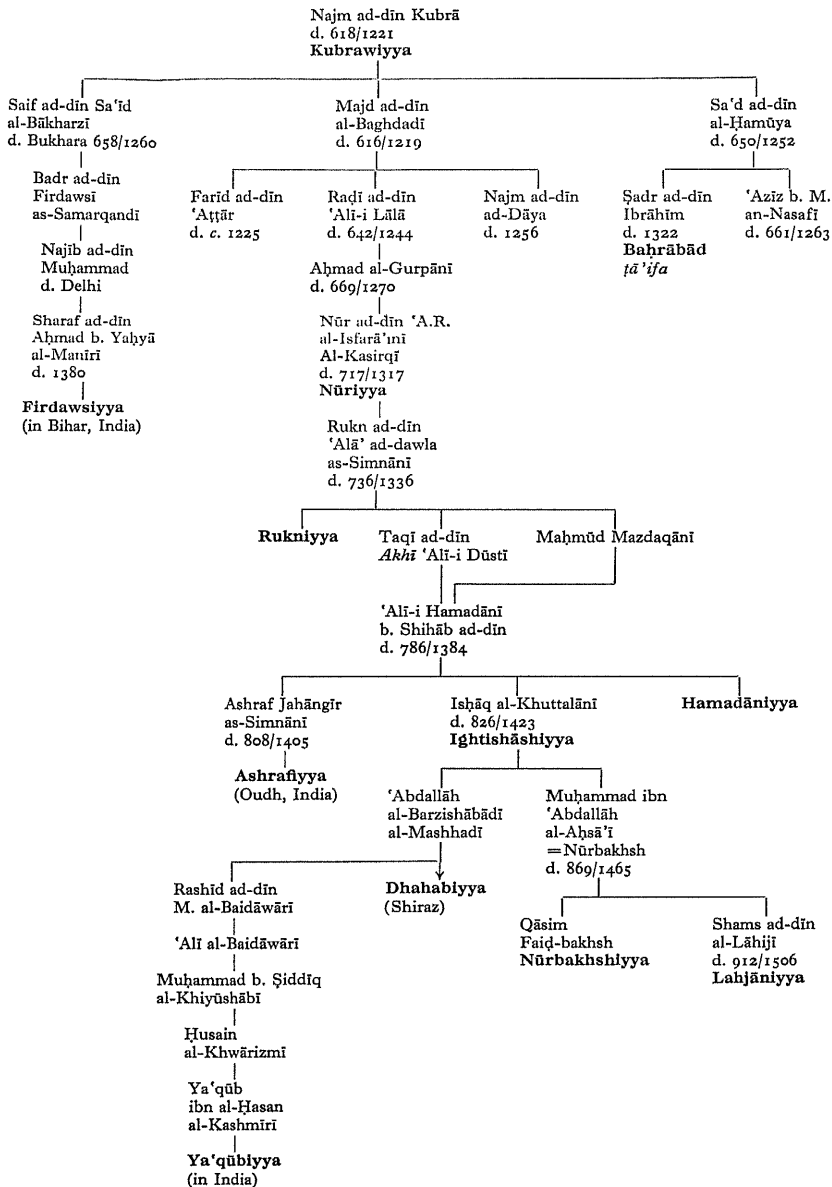 Najm ad-dīn Kubrā
d. 618/1221
Kubrawiyya
Saif ad-dīn Sa‘īd
al-Bākharzī
d. Bukhara 658/1260
Majd ad-dīn
al-Baghdadī
d. 616/1219
Sa‘d ad-dīn
al-Ḥamūya
d. 650/1252
Badr ad-dīn
Firdawsī
as-Samarqandī
Farīd ad-dīn
‘Aṭṭār
d. c. 1225
Raḍī ad-dīn
‘Alī-i Lālā
d. 642/1244
Najm ad-dīn
ad-Dāya
d. 1256
Ṣadr ad-dīn
Ibrāhīm
d. 1322
Baḥrābād
ṭā’ifa
‘Azīz b. M.
an-Nasafī
d. 661/1263
Najīb ad-dīn
Muḥammad
d. Delhi
Aḥmad al-Gurpānī
d. 669/1270
Sharaf ad-dīn
Aḥmad b. Yaḥyā
al-Manīrī
d. 1380
Nūr ad-dīn ‘A.R.
al-Isfarā’inī
Al-Kasirqī
d. 717/1317
Nūriyya
Firdawsiyya
(in Bihar, India)
Rukn ad-dīn
‘Alā’ ad-dawla
as-Simnānī
d. 736/1336
Rukniyya
Taqī ad-dīn
Akhī ‘Alī-i Dūstī
Maḥmūd Mazdaqānī
‘Alī-i Hamadānī
b. Shihāb ad-dīn
d. 786/1384
Ashraf Jahāngīr
as-Simnānī
d. 808/1405
Isḥāq al-Khuttalānī
d. 826/1423
Ightishāshiyya
Hamadāniyya
Ashrafiyya
(Oudh, India)
‘Abdallāh
al-Barzishābādī
al-Mashhadī
Muḥammad ibn
‘Abdallāh
al-Aḥsā’ī
=Nūrbakhsh
d. 869/1465
Rashīd ad-dīn
M. al-Baidāwārī
Dhahabiyya
(Shiraz)
Qāsim
Faiḍ-bakhsh
Nūrbakhshiyya
Shams ad-dīn
al-Lāhijī
d. 912/1506
Lahjāniyya
‘Alī al-Baidāwārī
Muḥammad b. Ṣiddīq
al-Khiyūshābī
Ḥusain
al-Khwārizmī
Ya‘qūb
ibn al-Ḥasan
al-Kashmīrī
Ya‘qūbiyya
(in India)